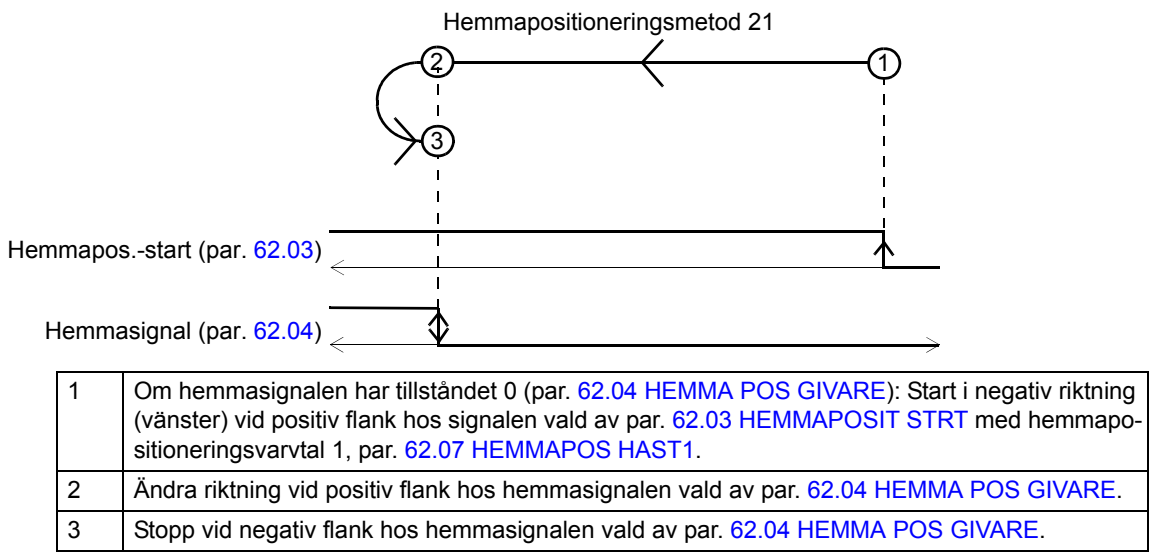 Hemmapositioneringsmetod 21
2
1
3
Hemmapos.-start (par. 62.03)
Hemmasignal (par. 62.04)
1 Om hemmasignalen har tillståndet 0 (par. 62.04 HEMMA POS GIVARE): Start i negativ riktning
(vänster) vid positiv flank hos signalen vald av par. 62.03 HEMMAPOSIT STRT med hemmapo-
sitioneringsvarvtal 1, par. 62.07 HEMMAPOS HAST1.
2 Ändra riktning vid positiv flank hos hemmasignalen vald av par. 62.04 HEMMA POS GIVARE.
3 Stopp vid negativ flank hos hemmasignalen vald av par. 62.04 HEMMA POS GIVARE.